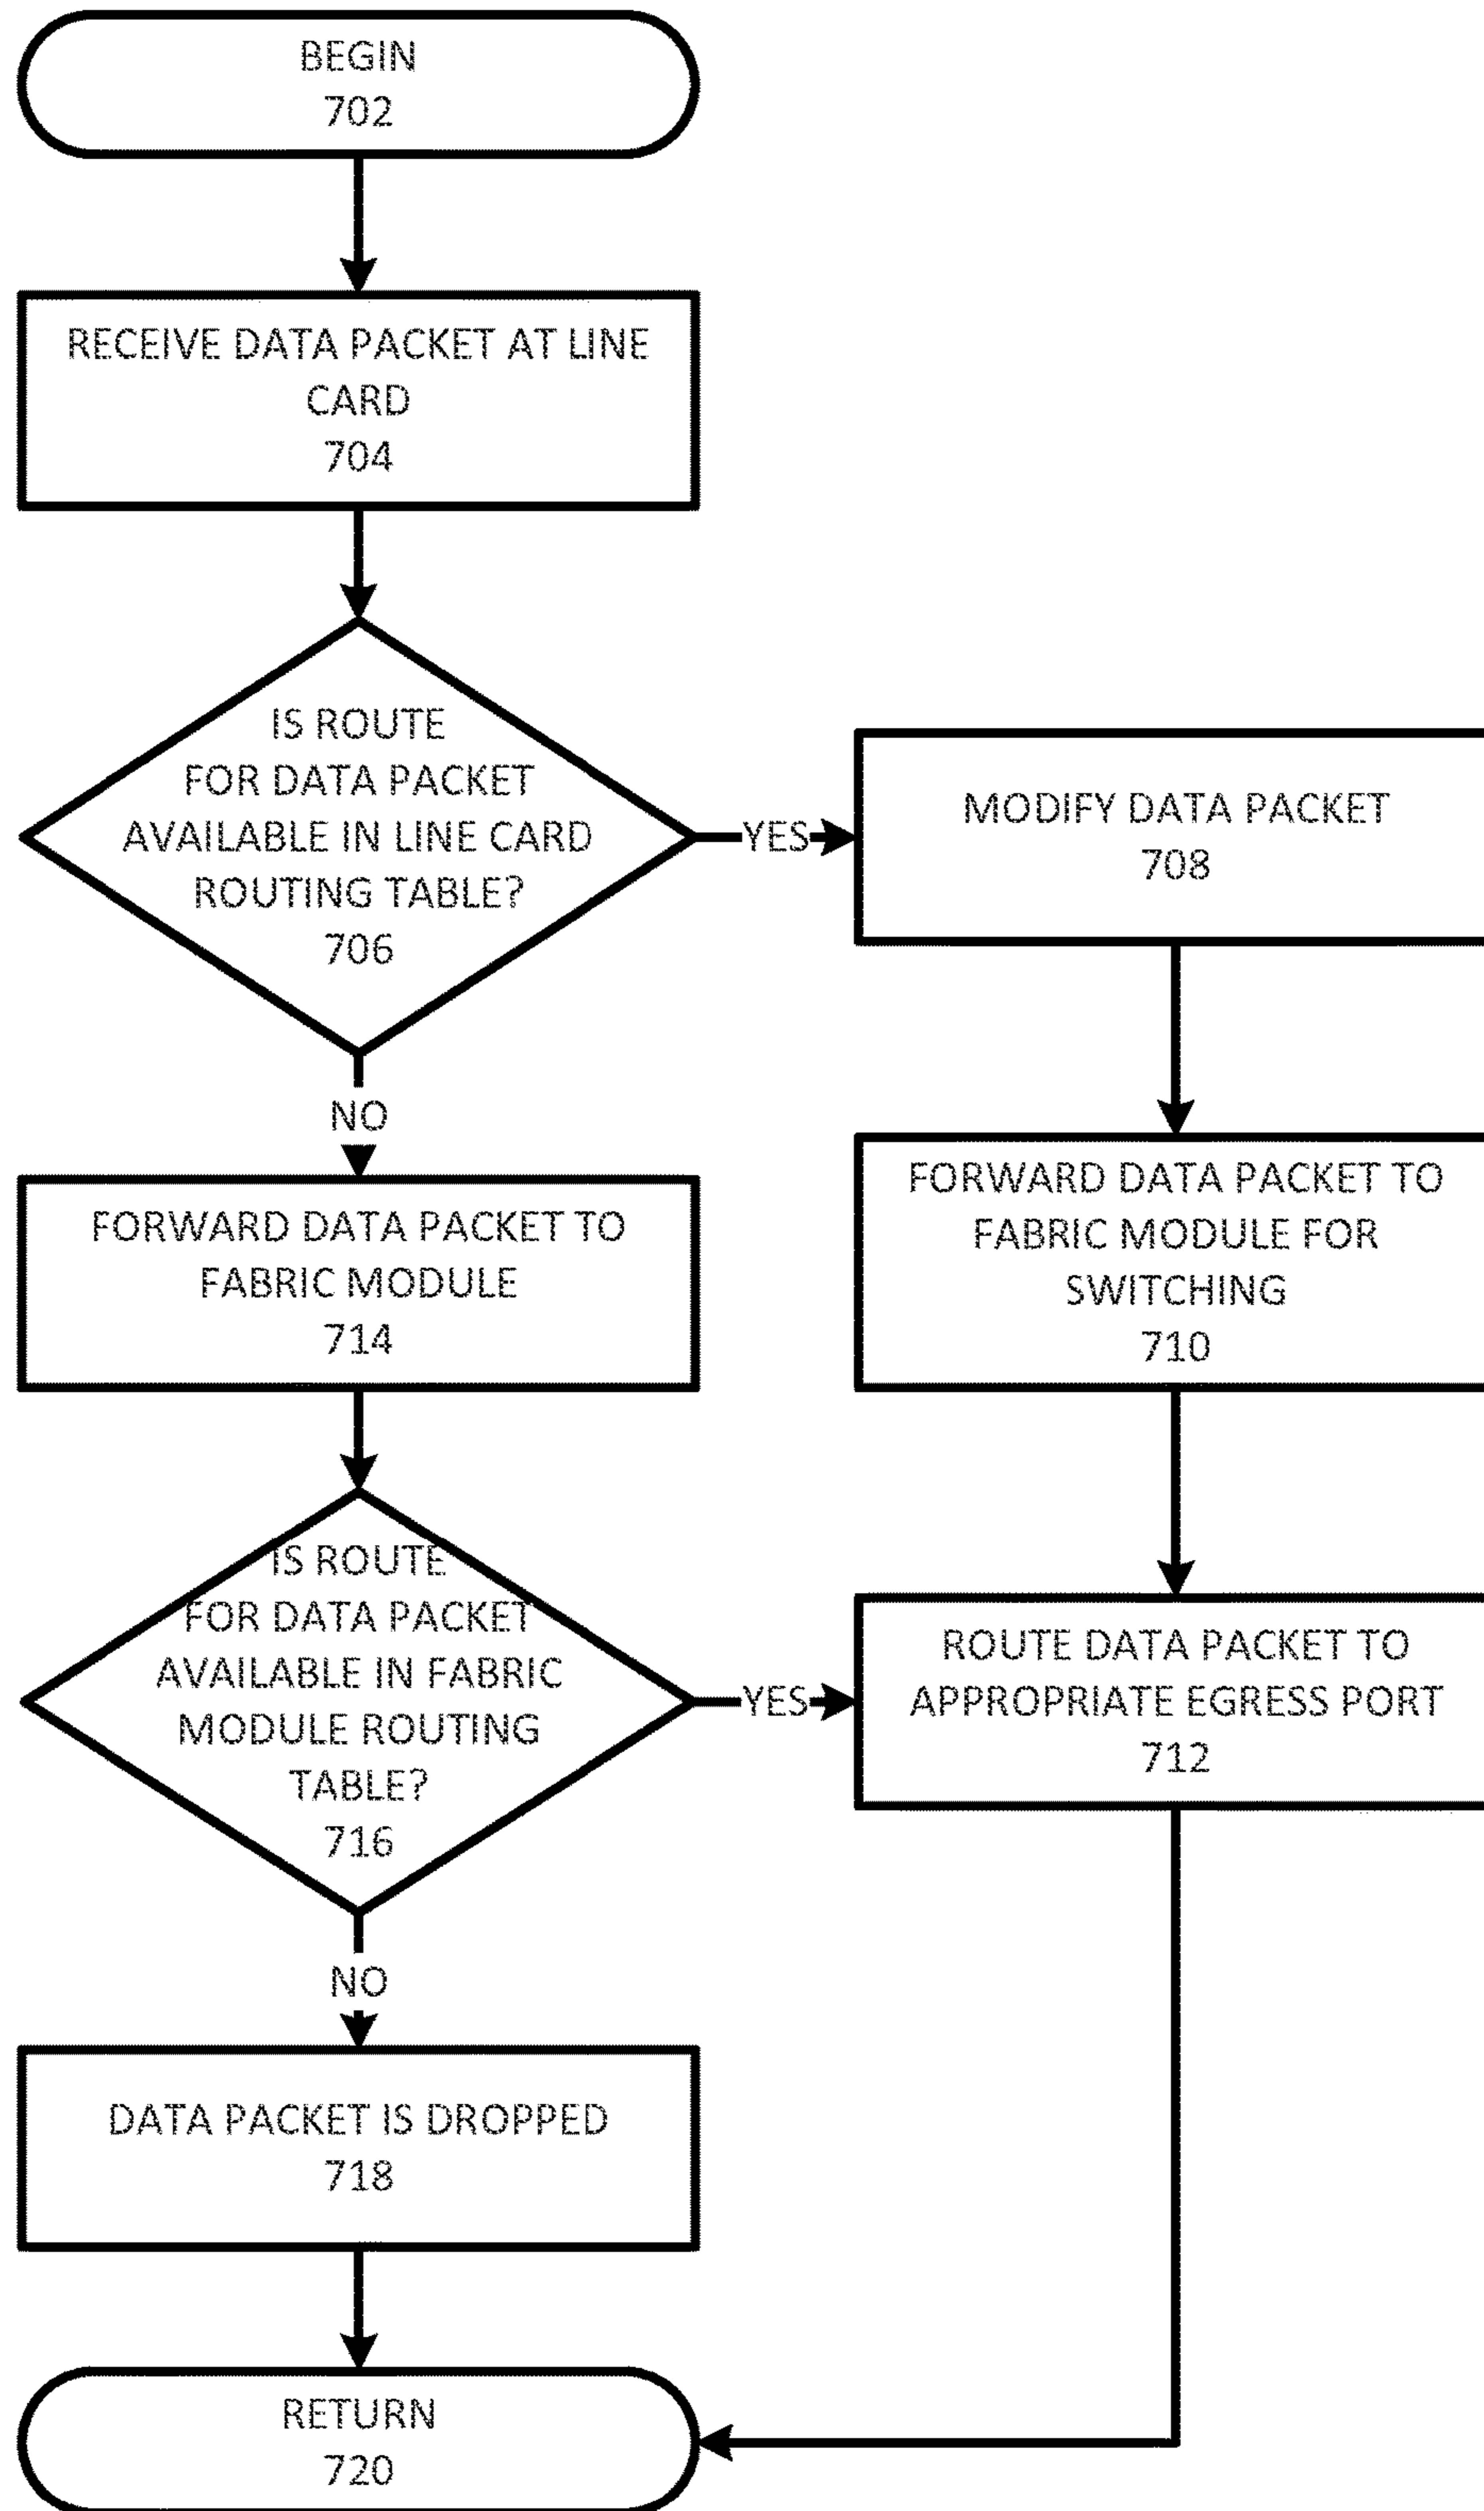 BEGIN
702
RECEIVE DATA PACKET AT LINE
CARD
704
IS ROUTE
FOR DATA PACKET
AVAILABLE IN LINE CARD
ROUTING TABLE?
706
YES
MODIFY DATA PACKET
708
NO
FORWARD DATA PACKET TO
FABRIC MODULE
714
FORWARD DATA PACKET TO
FABRIC MODULE FOR
SWITCHING
710
IS ROUTE
FOR DATA PACKET
AVAILABLE IN FABRIC
MODULE ROUTING
TABLE?
716
YES
ROUTE DATA PACKET TO
APPROPRIATE EGRESS PORT
712
NO
DATA PACKET IS DROPPED
718
RETURN
720